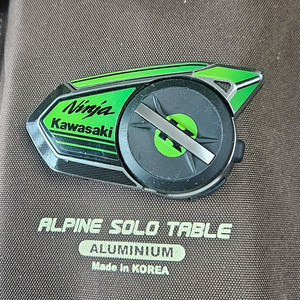 Ninja
Kawasaki
ALPINE SOLO TABLE
ALUMINIUM
Made in KOREA